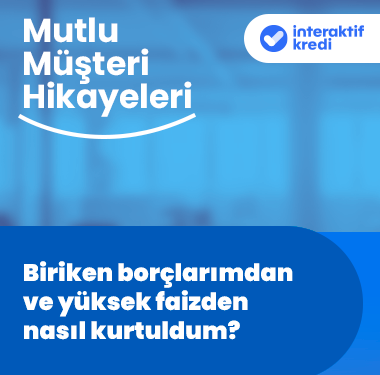 Mutlu
Müşteri
Hikayeleri
interaktif
kredi
Biriken borçlarımdan
ve yüksek faizden
nasıl kurtuldum?